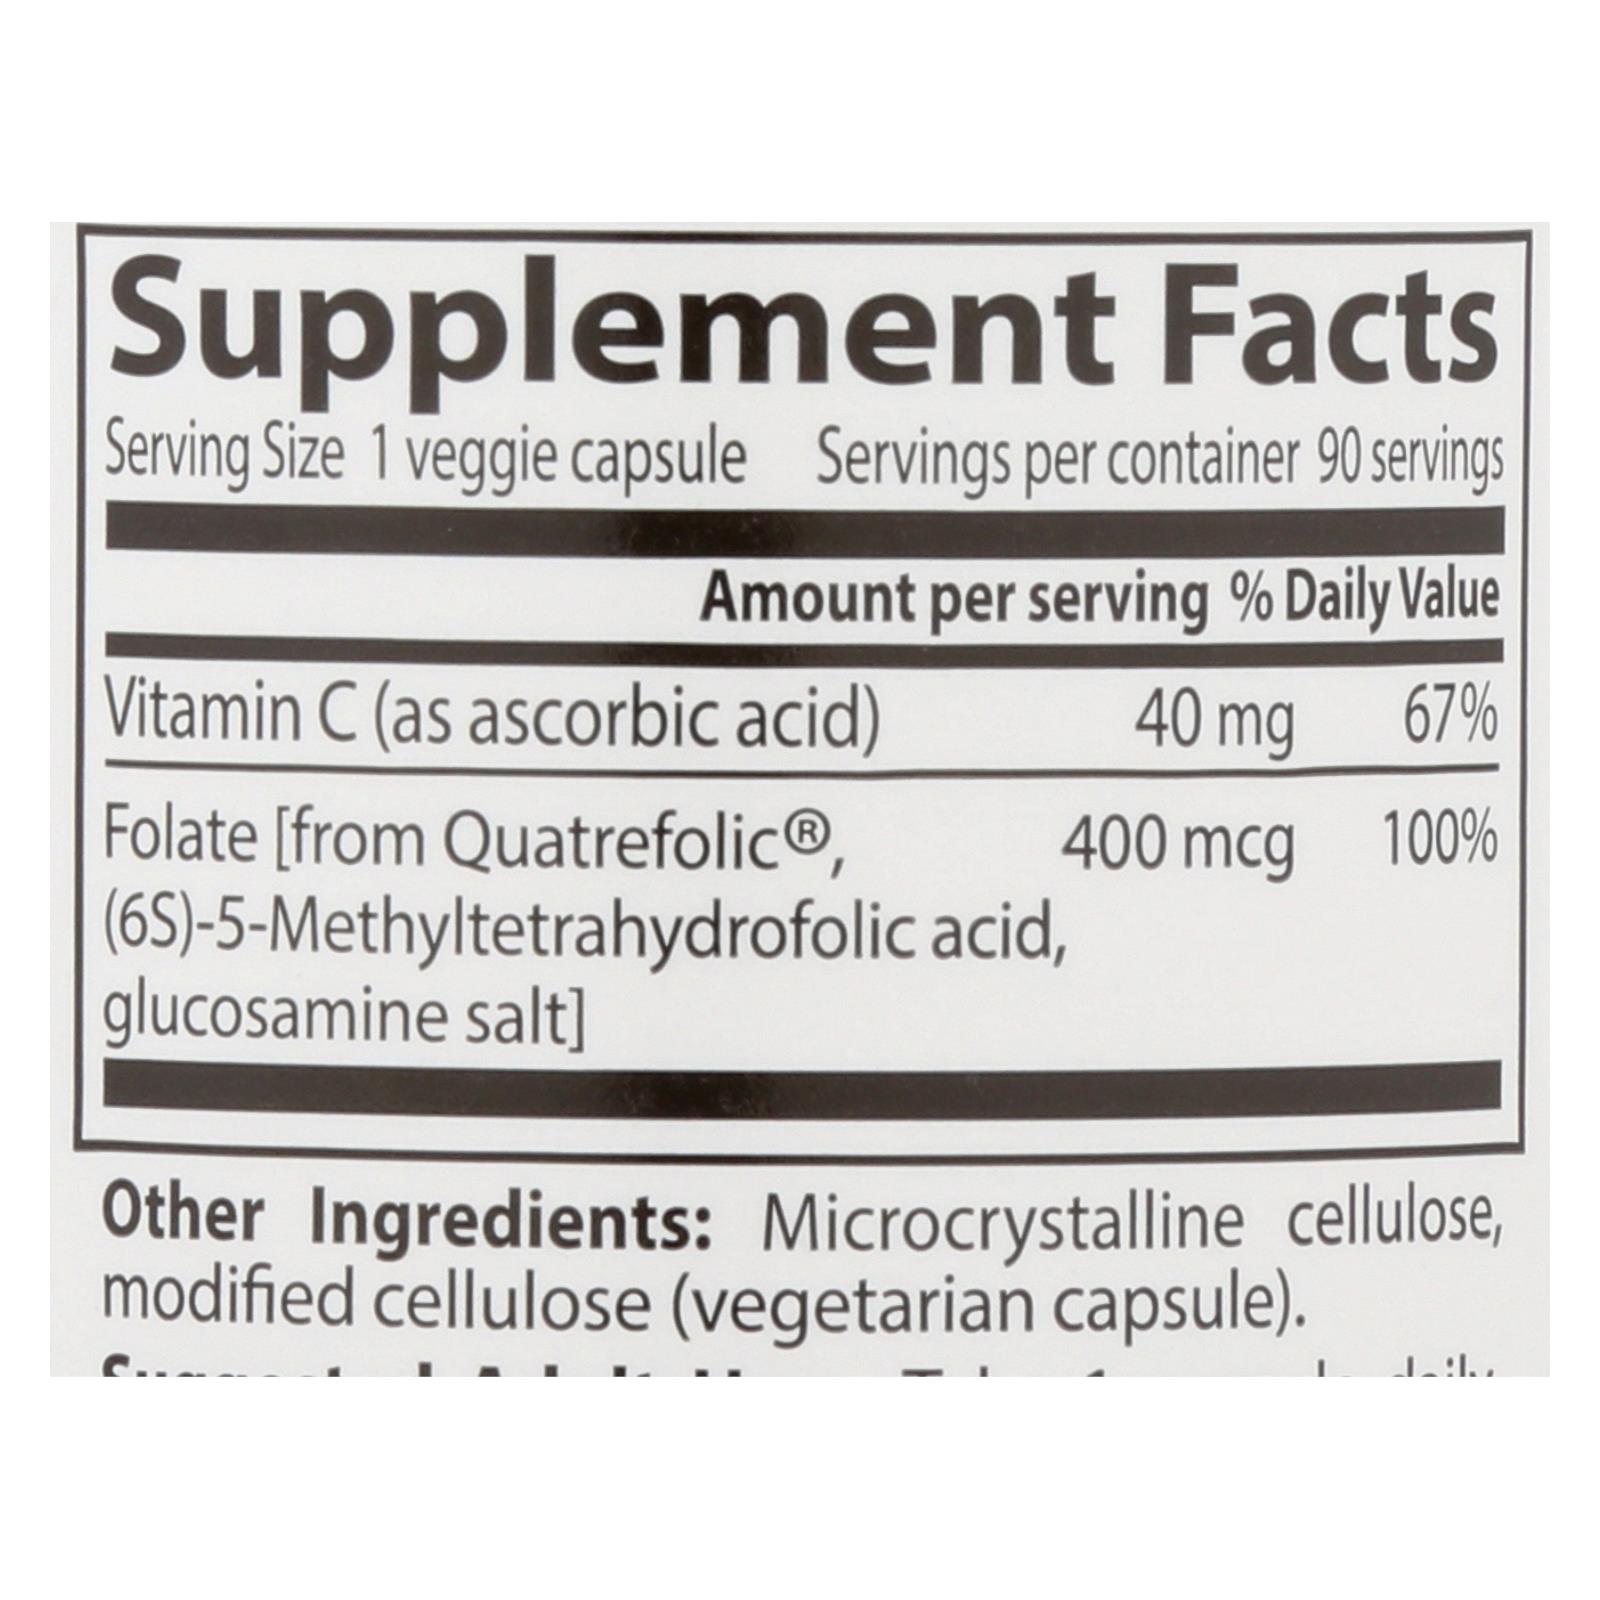 Supplement Facts
Serving Size 1 veggie capsule Servings per container 90 servings
Amount per serving % Daily Value
Vitamin C (as ascorbic acid) 40 mg 67%
Folate [from Quatrefolic®, 400 mcg 100%
(6S)-5-Methyltetrahydrofolic acid,
glucosamine salt]
Other Ingredients: Microcrystalline cellulose,
modified cellulose (vegetarian capsule).